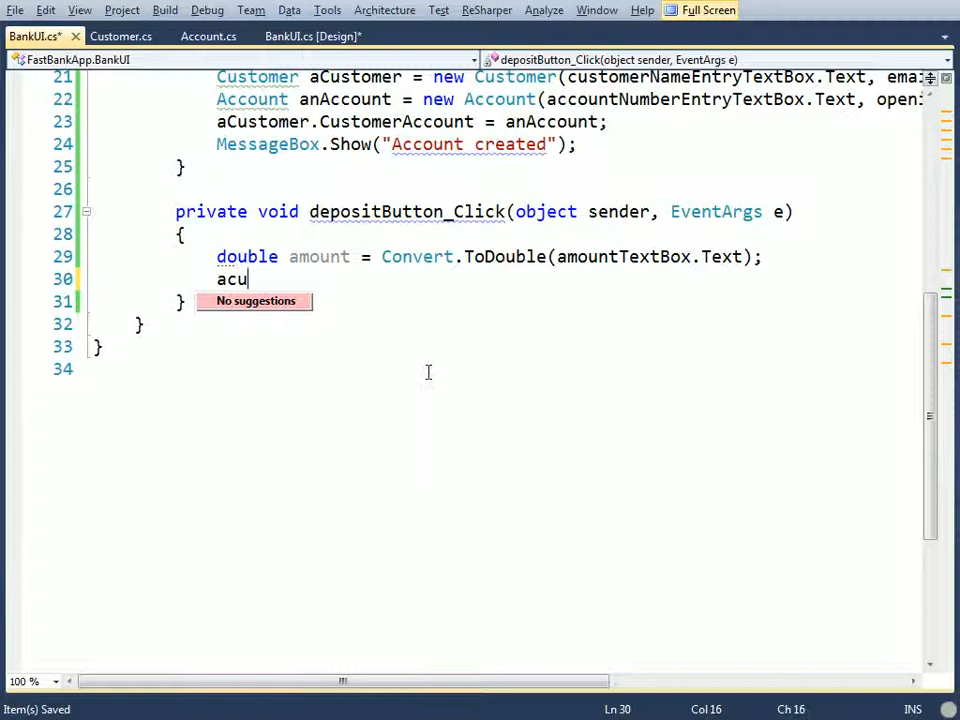 File Edit View Project Build Debug Team Data Tools Architecture Test ReSharper Analyze Window Help Full Screen
BankUI.cs* Customer.cs Account.cs BankUI.cs [Design]*
FastBankApp.BankUI depositButton_Click(object sender, EventArgs e)
21 Customer aCustomer = new Customer(customerNameEntryTextBox.Text, emai
22 Account anAccount = new Account(accountNumberEntryTextBox.Text, openi
23 aCustomer.CustomerAccount = anAccount;
24 MessageBox.Show("Account created");
25 }
26
27 private void depositButton_Click(object sender, EventArgs e)
28 {
29 double amount = Convert.ToDouble(amountTextBox.Text);
30 acu
31 } No suggestions
32 }
33 }
34
100 %
Item(s) Saved Ln 30 Col 16 Ch 16 INS